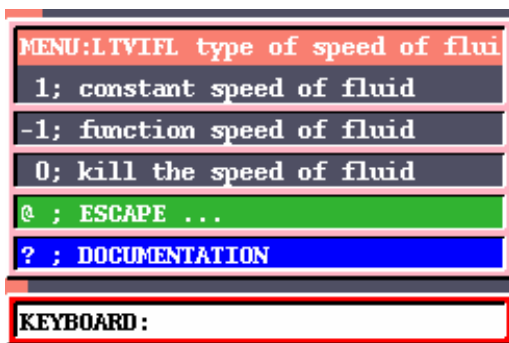 MENU:LTVIFL type of speed of flui
1; constant speed of fluid
-1; function speed of fluid
0; kill the speed of fluid
@ ; ESCAPE ...
? ; DOCUMENTATION
KEYBOARD: